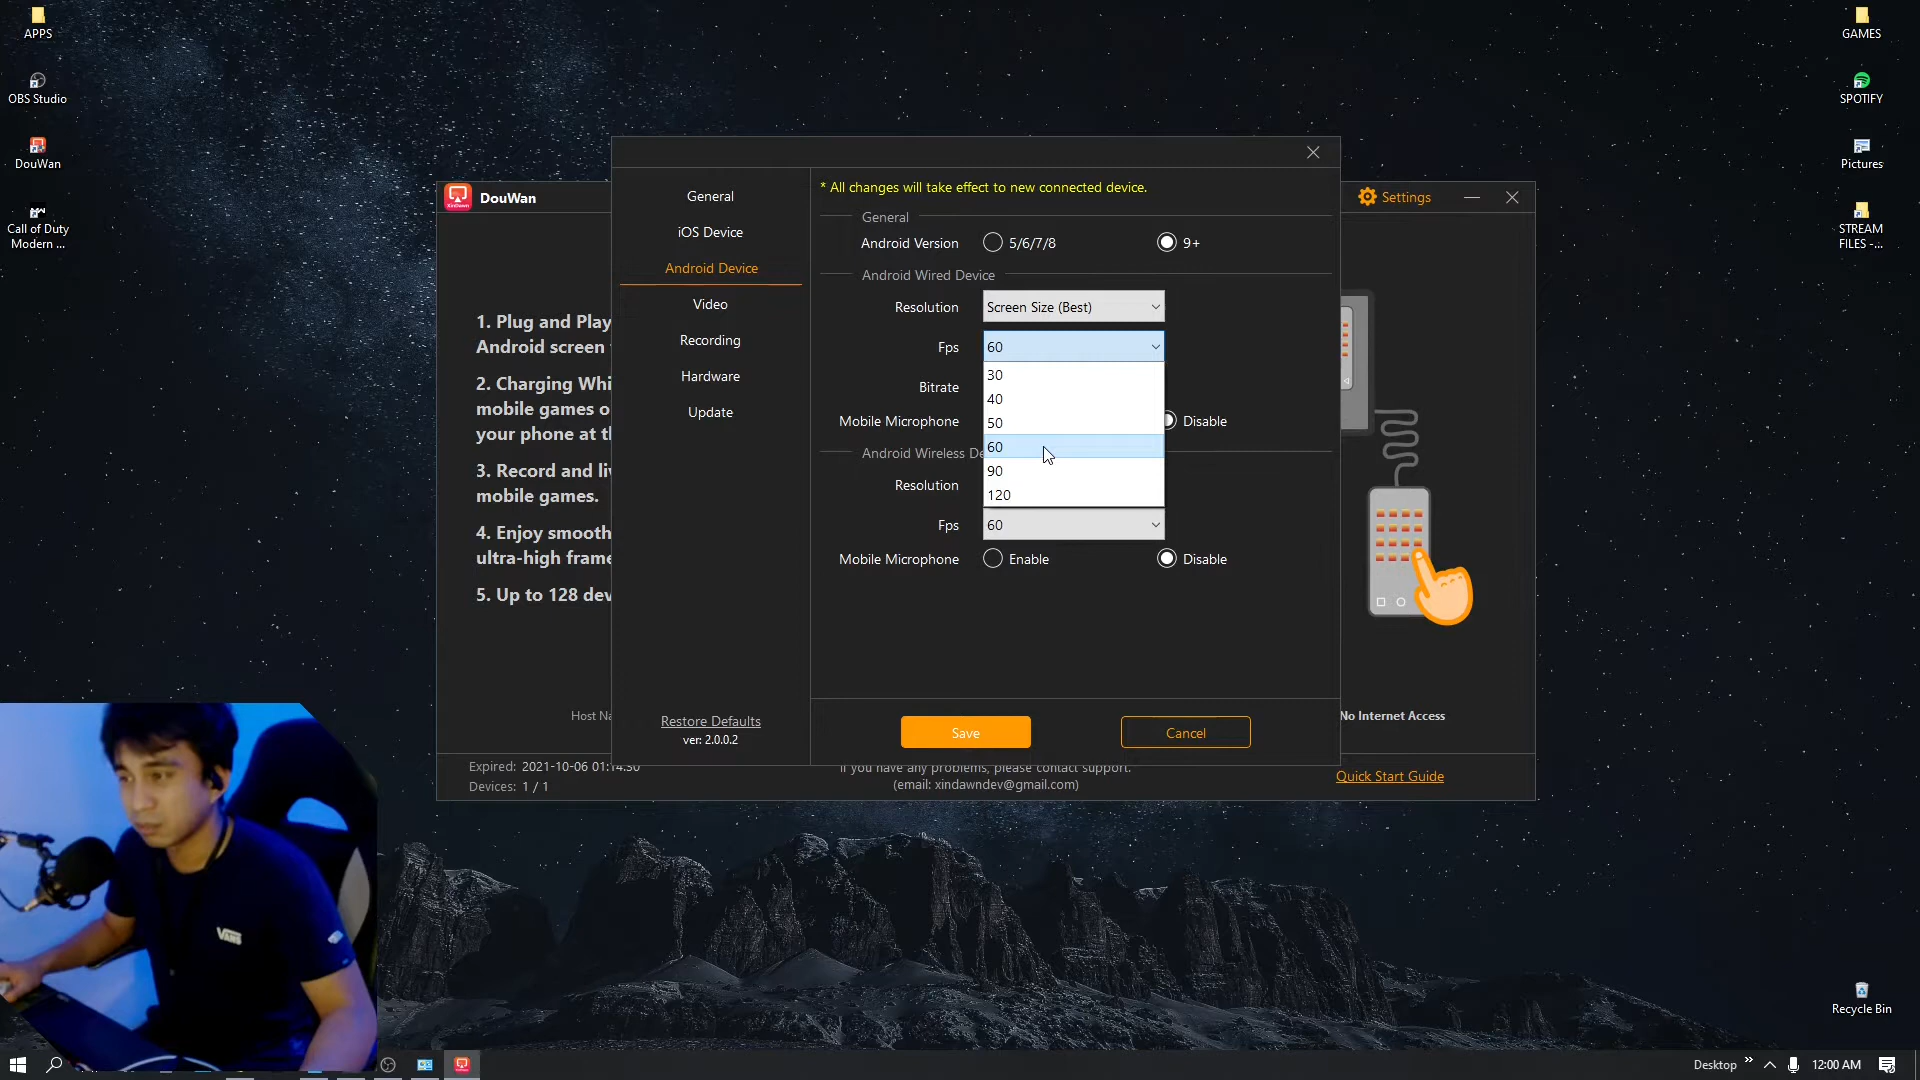 APPS
OBS Studio
DouWan
Call of Duty
Modern ...
GAMES
SPOTIFY
Pictures
STREAM
FILES -...
Recycle Bin
DouWan
Settings
1. Plug and Play
Android screen
2. Charging Whi
mobile games o
your phone at th
3. Record and li
mobile games.
4. Enjoy smooth
ultra-high frame
5. Up to 128 dev
Host Na
No Internet Access
Expired: 2021-10-06 01:14:30
Devices: 1 / 1
If you have any problems, please contact support.
(email: xindawndev@gmail.com)
Quick Start Guide
General
iOS Device
Android Device
Video
Recording
Hardware
Update
Restore Defaults
ver: 2.0.0.2
* All changes will take effect to new connected device.
General
Android Version 5/6/7/8 9+
Android Wired Device
Resolution Screen Size (Best)
Fps 60
30
40
50
60
90
120
Bitrate
Mobile Microphone Disable
Android Wireless De
Resolution
Fps 60
Mobile Microphone Enable Disable
Save
Cancel
VANS
Desktop
12:00 AM